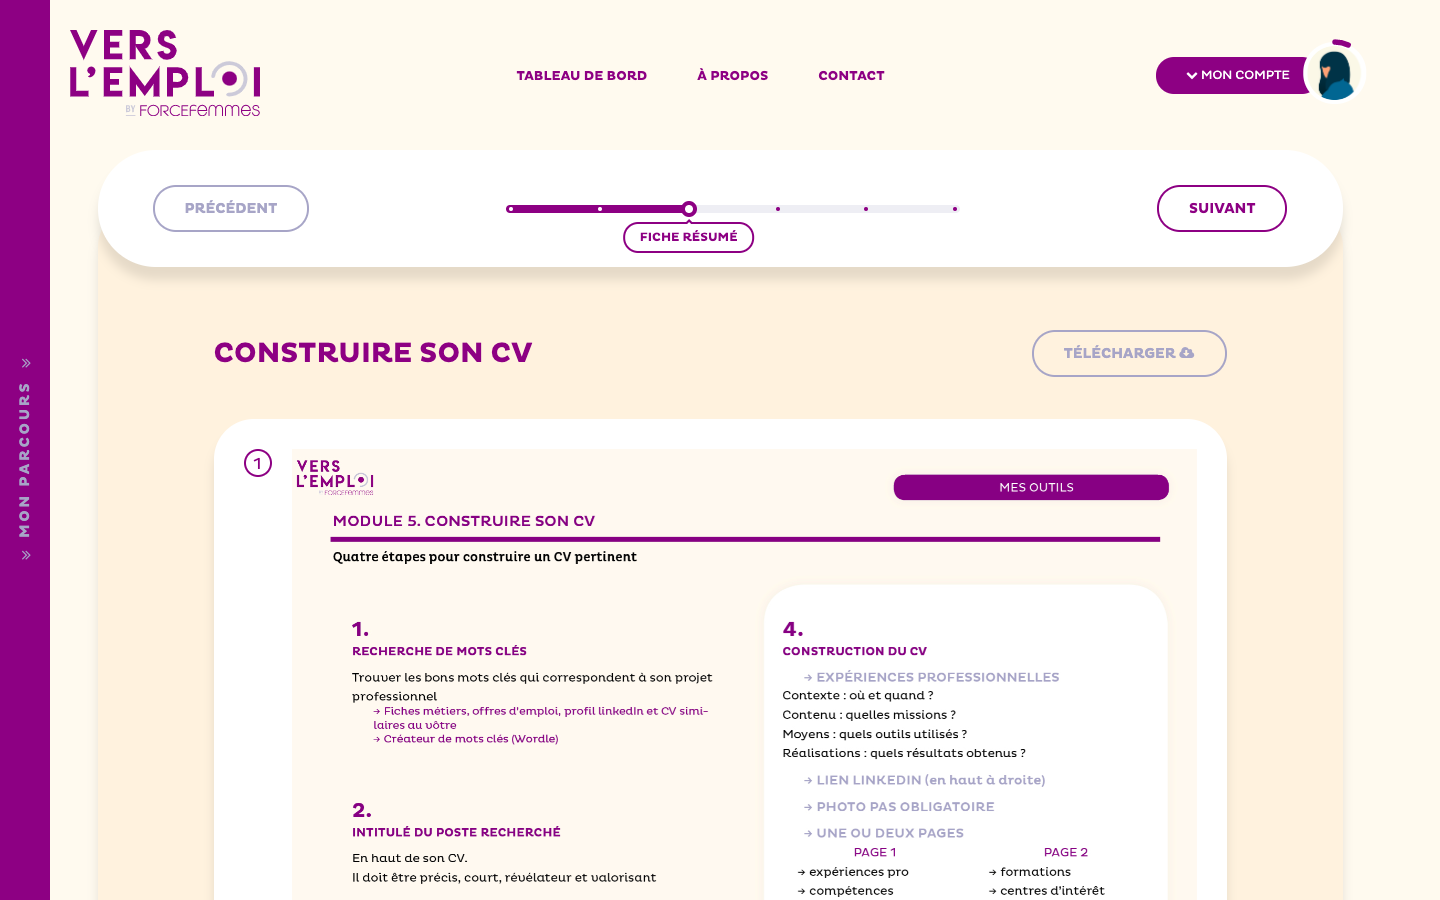 VERS
L'EMPLOI
BY FORCEFEMMES
TABLEAU DE BORD
À PROPOS
CONTACT
MON COMPTE
PRÉCÉDENT
FICHE RÉSUMÉ
SUIVANT
» MON PARCOURS »
CONSTRUIRE SON CV
TÉLÉCHARGER
1
VERS
L'EMPLOI
BY FORCEFEMMES
MES OUTILS
MODULE 5. CONSTRUIRE SON CV
Quatre étapes pour construire un CV pertinent
1.
RECHERCHE DE MOTS CLÉS
Trouver les bons mots clés qui correspondent à son projet
professionnel
→ Fiches métiers, offres d'emploi, profil linkedIn et CV simi-
laires au vôtre
→ Créateur de mots clés (Wordle)
2.
INTITULÉ DU POSTE RECHERCHÉ
En haut de son CV.
Il doit être précis, court, révélateur et valorisant
4.
CONSTRUCTION DU CV
→ EXPÉRIENCES PROFESSIONNELLES
Contexte : où et quand ?
Contenu : quelles missions ?
Moyens : quels outils utilisés ?
Réalisations : quels résultats obtenus ?
→ LIEN LINKEDIN (en haut à droite)
→ PHOTO PAS OBLIGATOIRE
→ UNE OU DEUX PAGES
PAGE 1
→ expériences pro
→ compétences
PAGE 2
→ formations
→ centres d'intérêt